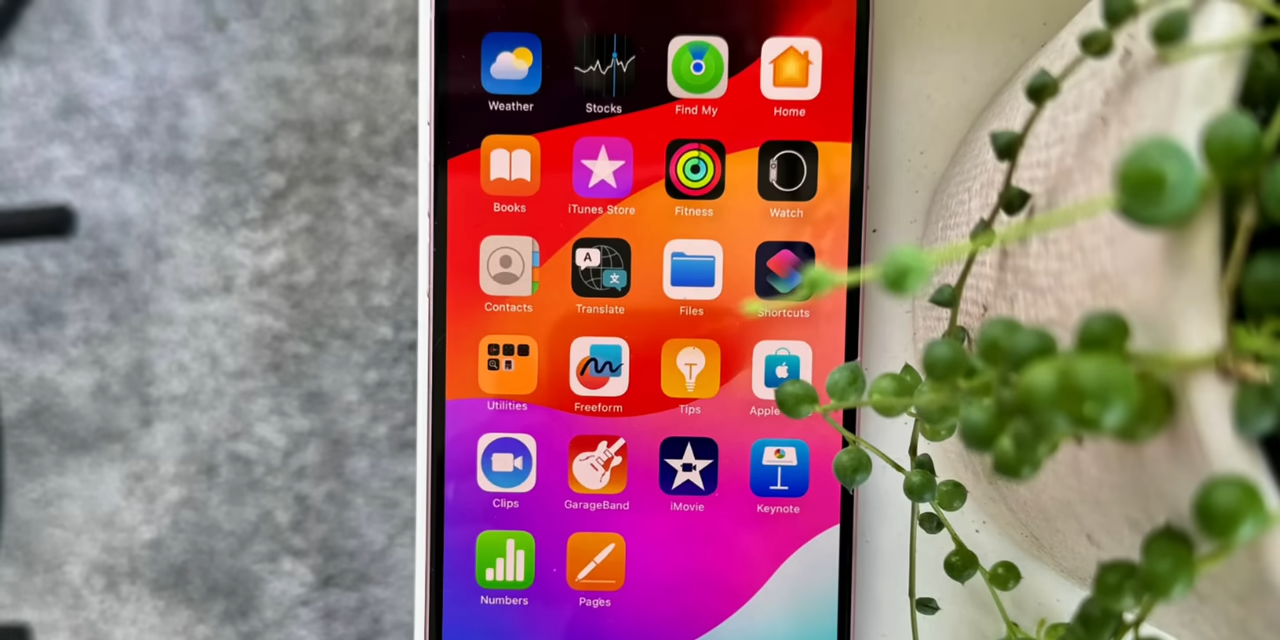 Weather Stocks Find My Home
Books iTunes Store Fitness Watch
A 文
Contacts Translate Files Shortcuts
Utilities Freeform Tips Apple
Clips GarageBand iMovie Keynote
Numbers Pages